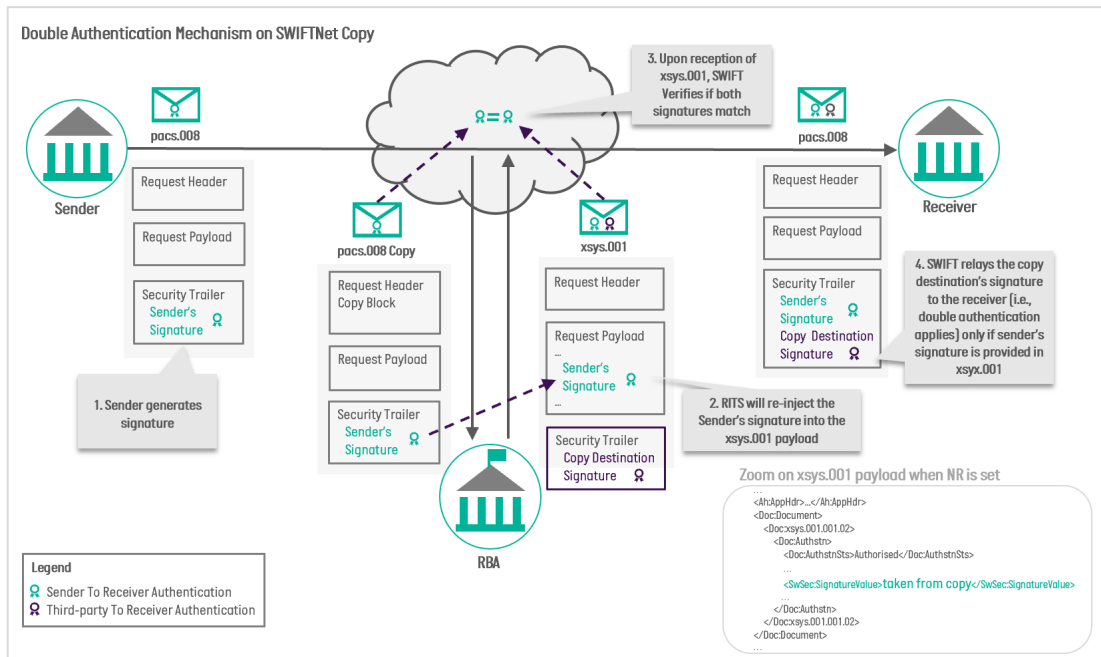 Double Authentication Mechanism on SWIFTNet Copy
3. Upon reception of
xsys.001, SWIFT
Verifies if both
signatures match
=
pacs.008
Sender
Request Header
Request Payload
Security Trailer
Sender's
Signature
1. Sender generates
signature
pacs.008 Copy
Request Header
Copy Block
Request Payload
Security Trailer
Sender's
Signature
xsys.001
Request Header
Request Payload
...
Sender's
Signature
...
Security Trailer
Copy Destination
Signature
2. RITS will re-inject the
Sender's signature into the
xsys.001 payload
RBA
pacs.008
Receiver
Request Header
Request Payload
Security Trailer
Sender's
Signature
Copy Destination
Signature
4. SWIFT relays the copy
destination's signature
to the receiver (i.e.,
double authentication
applies) only if sender's
signature is provided in
xsyx.001
Zoom on xsys.001 payload when NR is set
...
<Ah:AppHdr>...</Ah:AppHdr>
<Doc:Document>
<Doc:xsys.001.001.02>
<Doc:Authstn>
<Doc:AuthstnSts>Authorised</Doc:AuthstnSts>
...
<SwSec:SignatureValue>taken from copy</SwSec:SignatureValue>
...
</Doc:Authstn>
</Doc:xsys.001.001.02>
</Doc:Document>
...
Legend
Sender To Receiver Authentication
Third-party To Receiver Authentication